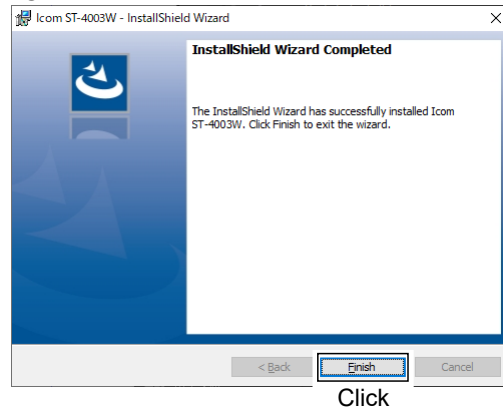 Icom ST-4003W - InstallShield Wizard
InstallShield Wizard Completed
The InstallShield Wizard has successfully installed Icom
ST-4003W. Click Finish to exit the wizard.
< Back
Finish
Cancel
Click